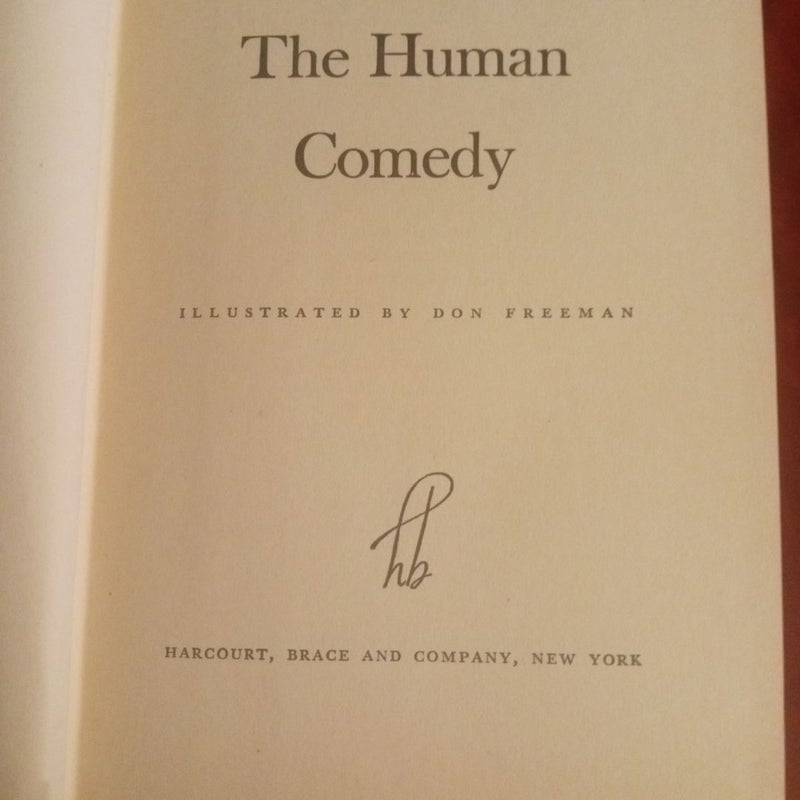 The Human
Comedy
ILLUSTRATED BY DON FREEMAN
hb
HARCOURT, BRACE AND COMPANY, NEW YORK